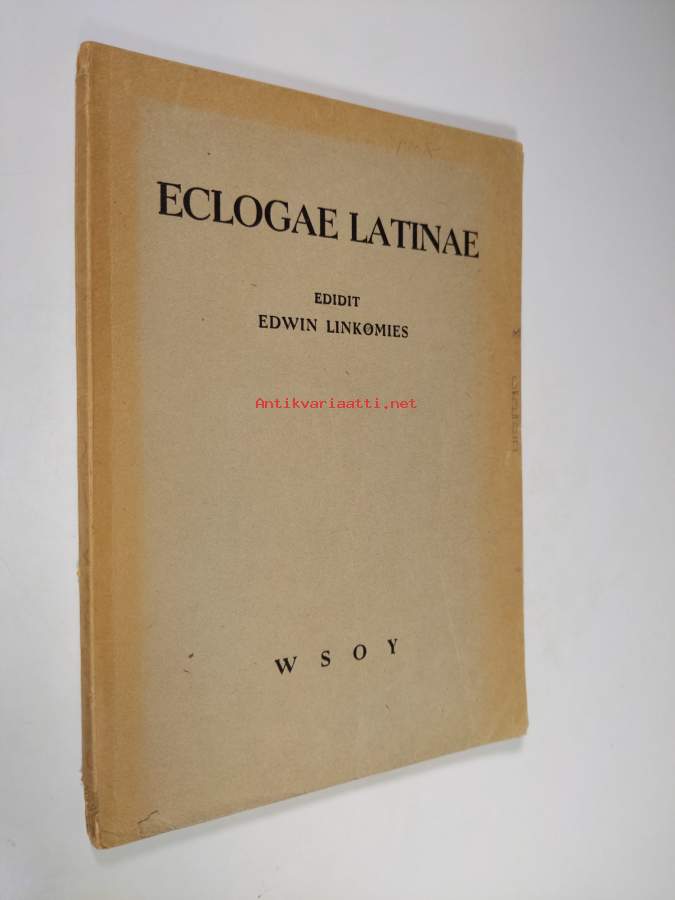 ECLOGAE LATINAE
EDIDIT
EDWIN LINKOMIES
Antikvariaatti.net
W S O Y